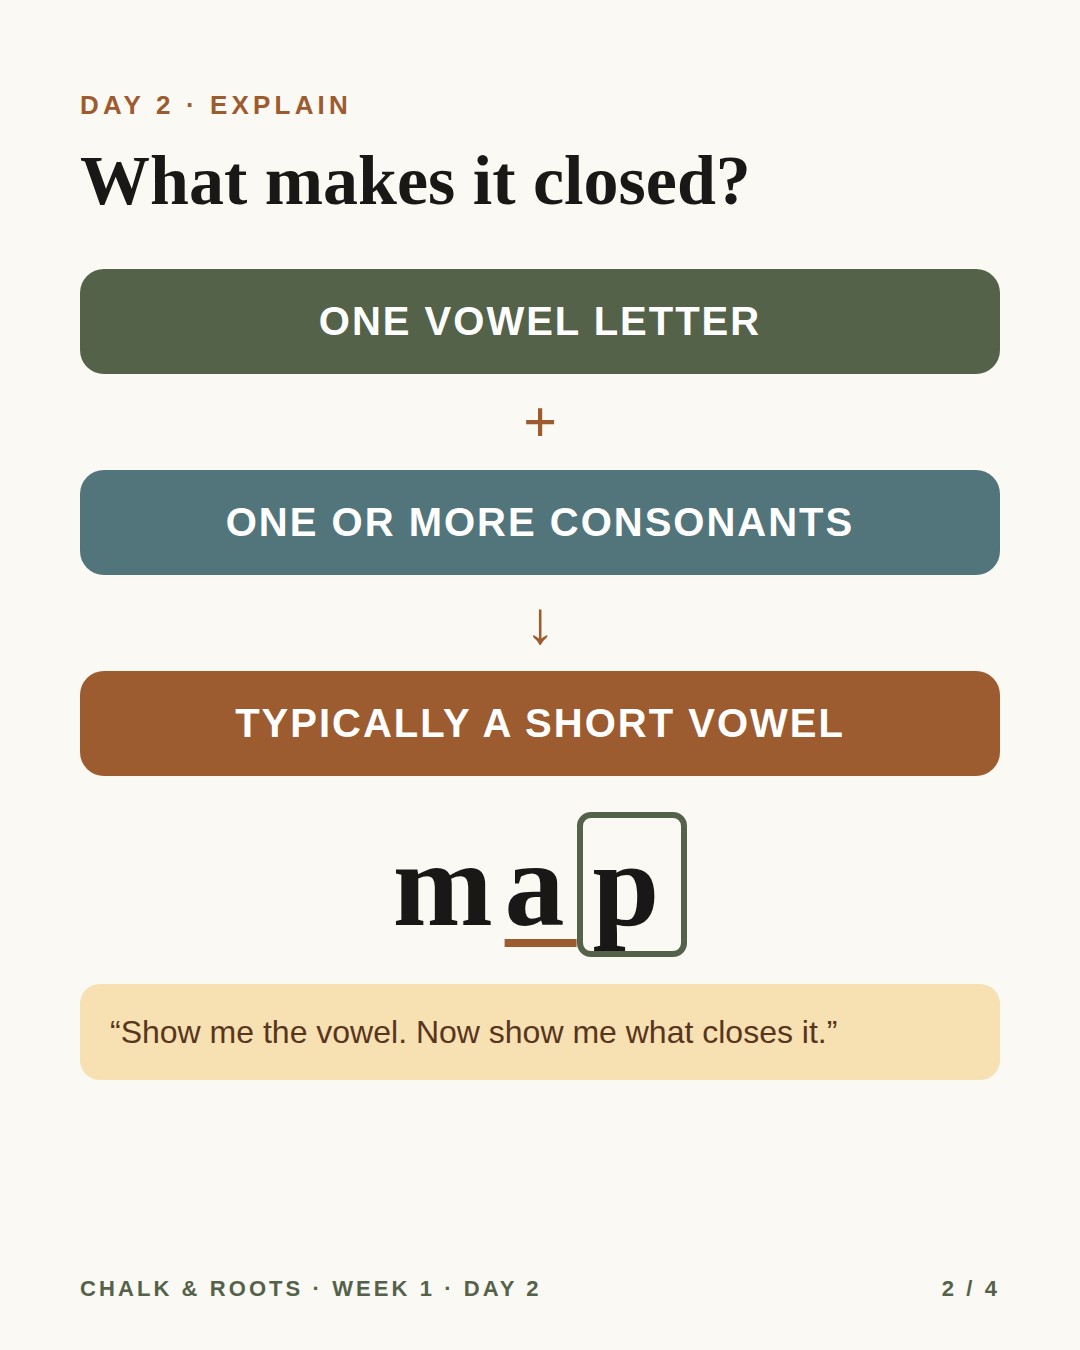 DAY 2 · EXPLAIN
What makes it closed?
ONE VOWEL LETTER
+
ONE OR MORE CONSONANTS
↓
TYPICALLY A SHORT VOWEL
map
“Show me the vowel. Now show me what closes it.”
CHALK & ROOTS · WEEK 1 · DAY 2
2 / 4